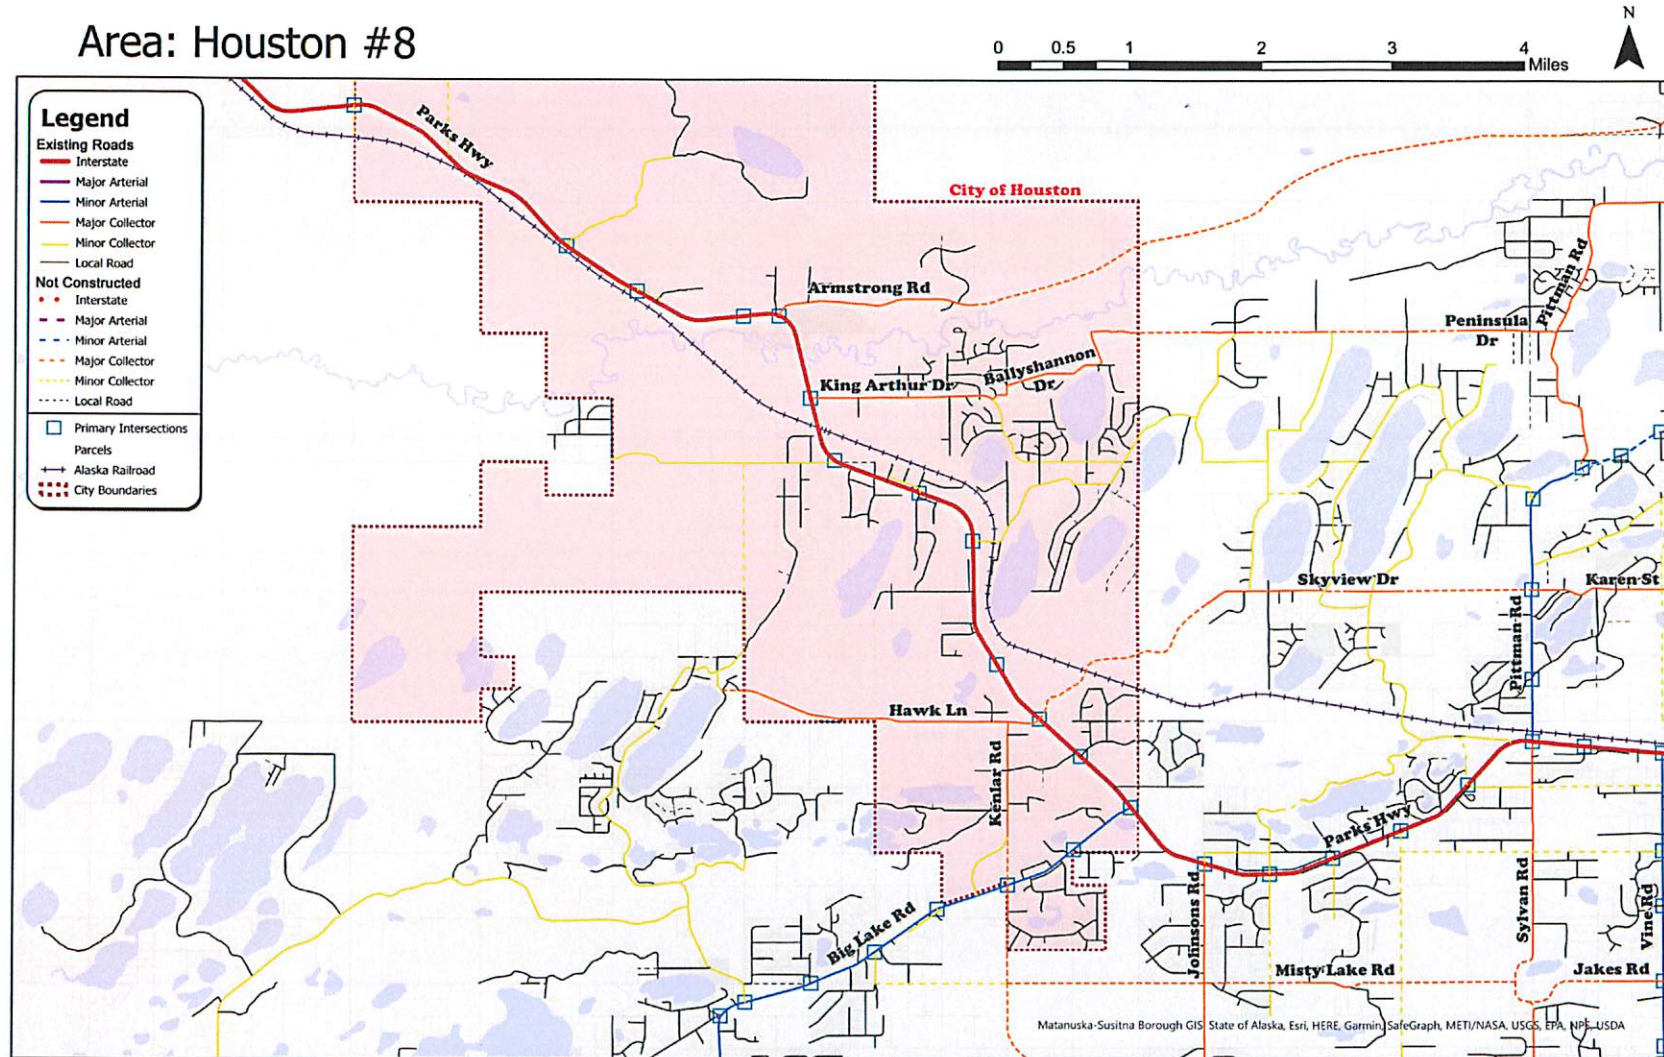 Area: Houston #8
N
0 0.5 1 2 3 4
Miles
Legend
Existing Roads
Interstate
Major Arterial
Minor Arterial
Major Collector
Minor Collector
Local Road
Not Constructed
Interstate
Major Arterial
Minor Arterial
Major Collector
Minor Collector
Local Road
Primary Intersections
Parcels
Alaska Railroad
City Boundaries
Parks Hwy
City of Houston
Armstrong Rd
Pittman Rd
Peninsula
Dr
King Arthur Dr
Ballyshannon
Dr
Skyview Dr
Karen St
Pittman Rd
Hawk Ln
Keniar Rd
Parks Hwy
Sylvan Rd
Vine Rd
Johnsons Rd
Big Lake Rd
Misty Lake Rd
Jakes Rd
Matanuska-Susitna Borough GIS, State of Alaska, Esri, HERE, Garmin, SafeGraph, METI/NASA, USGS, EPA, NPS, USDA